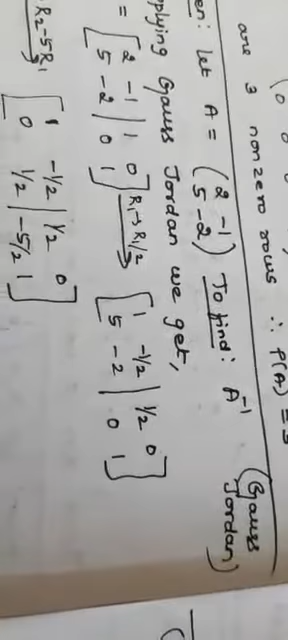 (0 0
are 3 nonzero rows ∴ ρ(A) = 3
en: let A = (2 -1
5 -2) To find: A⁻¹ (Gauss
Jordan)
pplying Gauss Jordan we get,
= [2 -1 | 1 0
5 -2 | 0 1] R₁→R₁/2 [1 -1/2 | 1/2 0
5 -2 | 0 1]
R₂-5R₁ [1 -1/2 | 1/2 0
0 1/2 | -5/2 1]